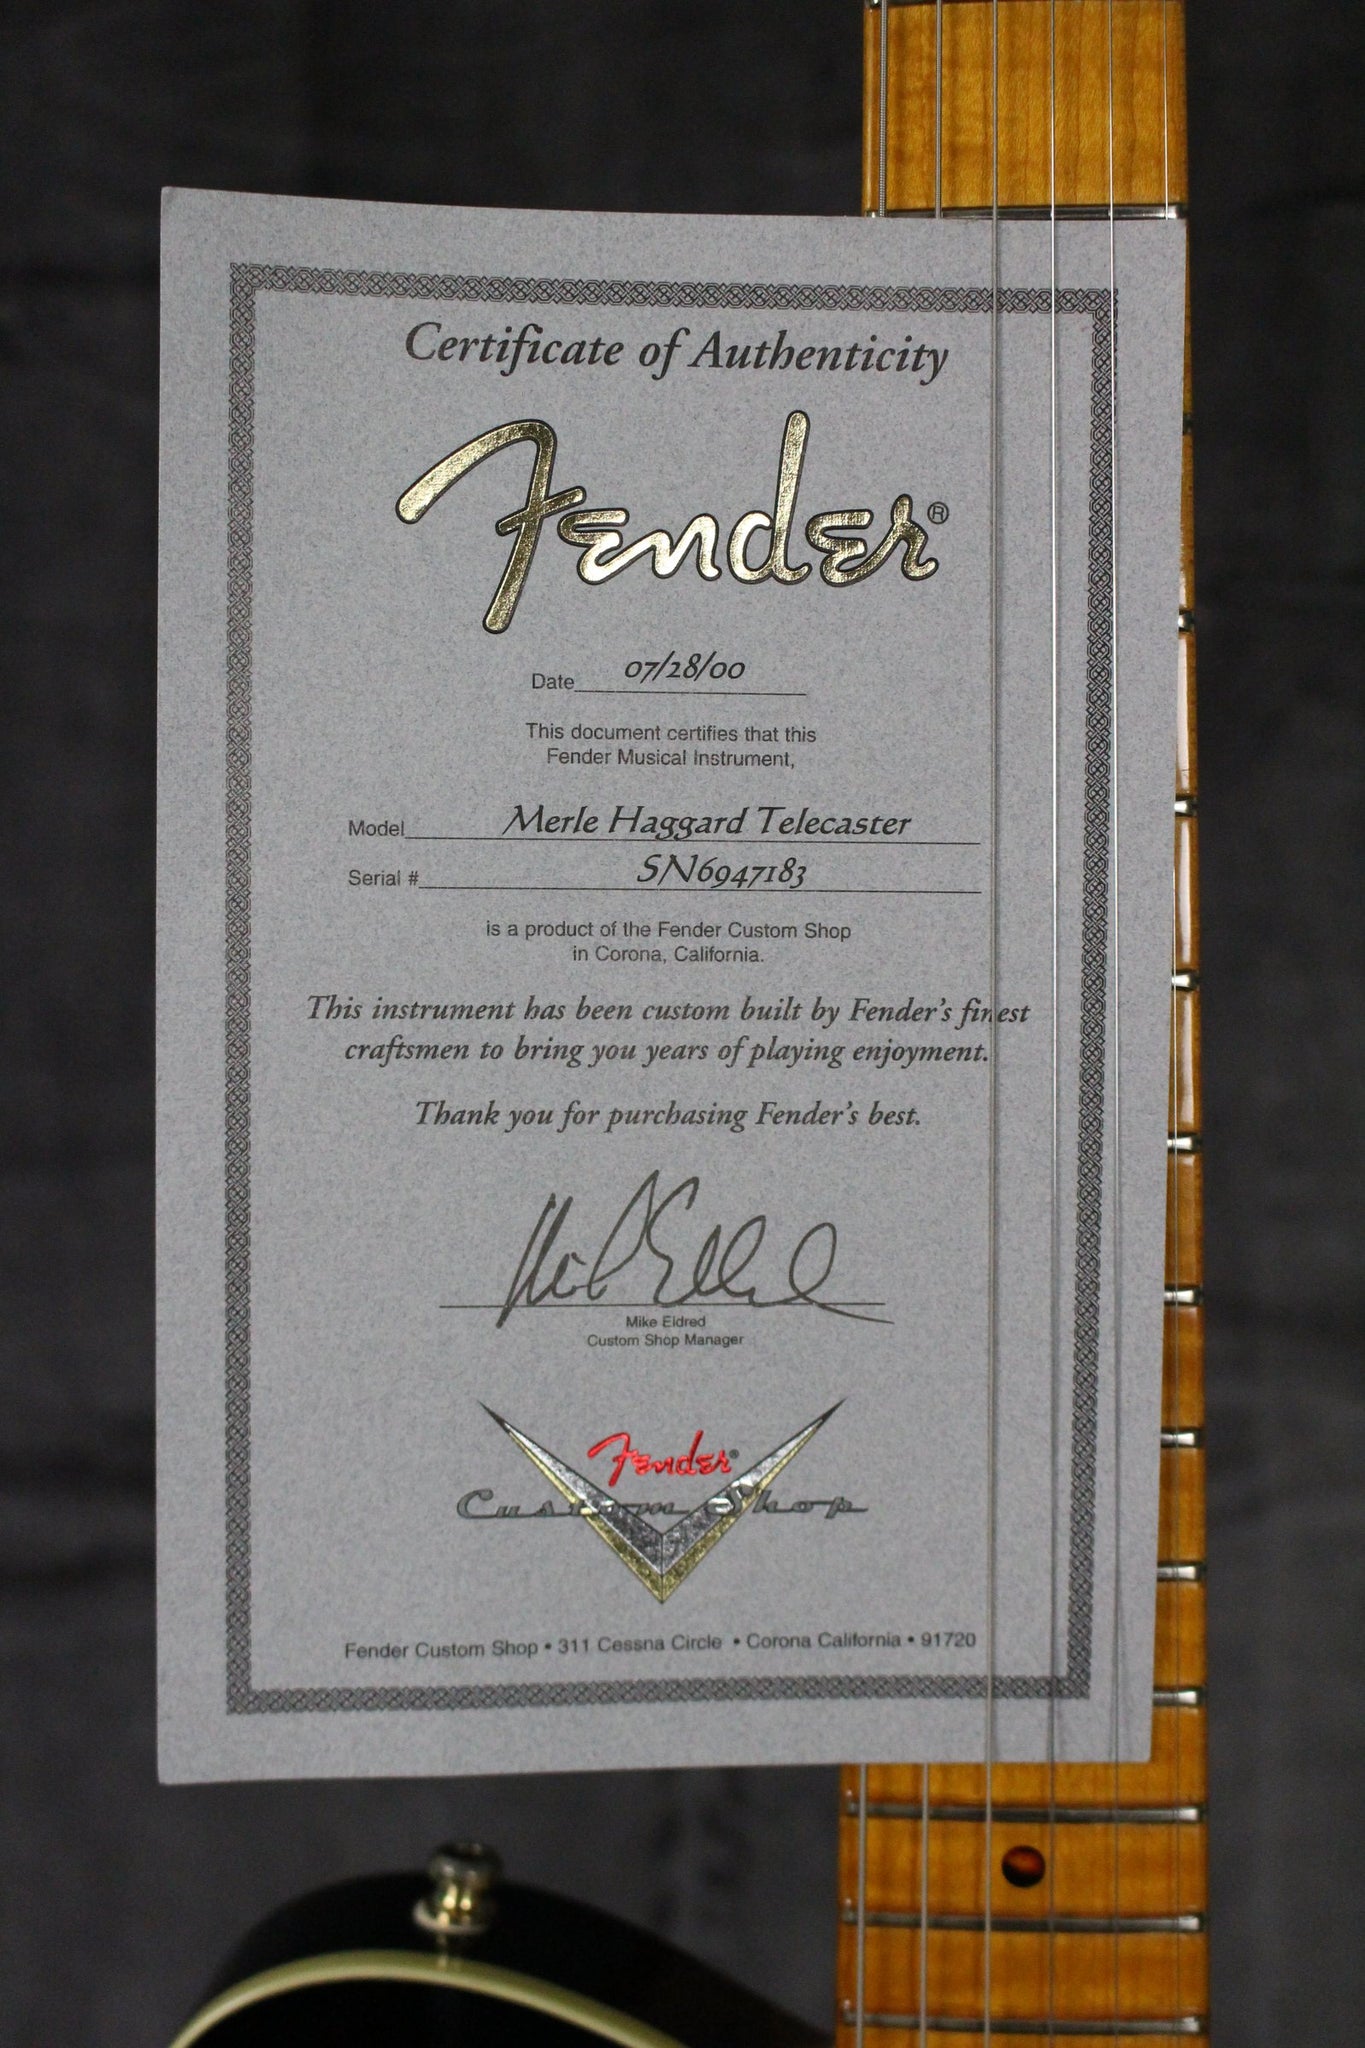 Certificate of Authenticity
Fender®
Date 07/28/00
This document certifies that this
Fender Musical Instrument,
Model Merle Haggard Telecaster
Serial # SN6947183
is a product of the Fender Custom Shop
in Corona, California.
This instrument has been custom built by Fender's finest
craftsmen to bring you years of playing enjoyment.
Thank you for purchasing Fender's best.
Mike Eldred
Mike Eldred
Custom Shop Manager
Fender®
Custom Shop
Fender Custom Shop • 311 Cessna Circle • Corona California • 91720